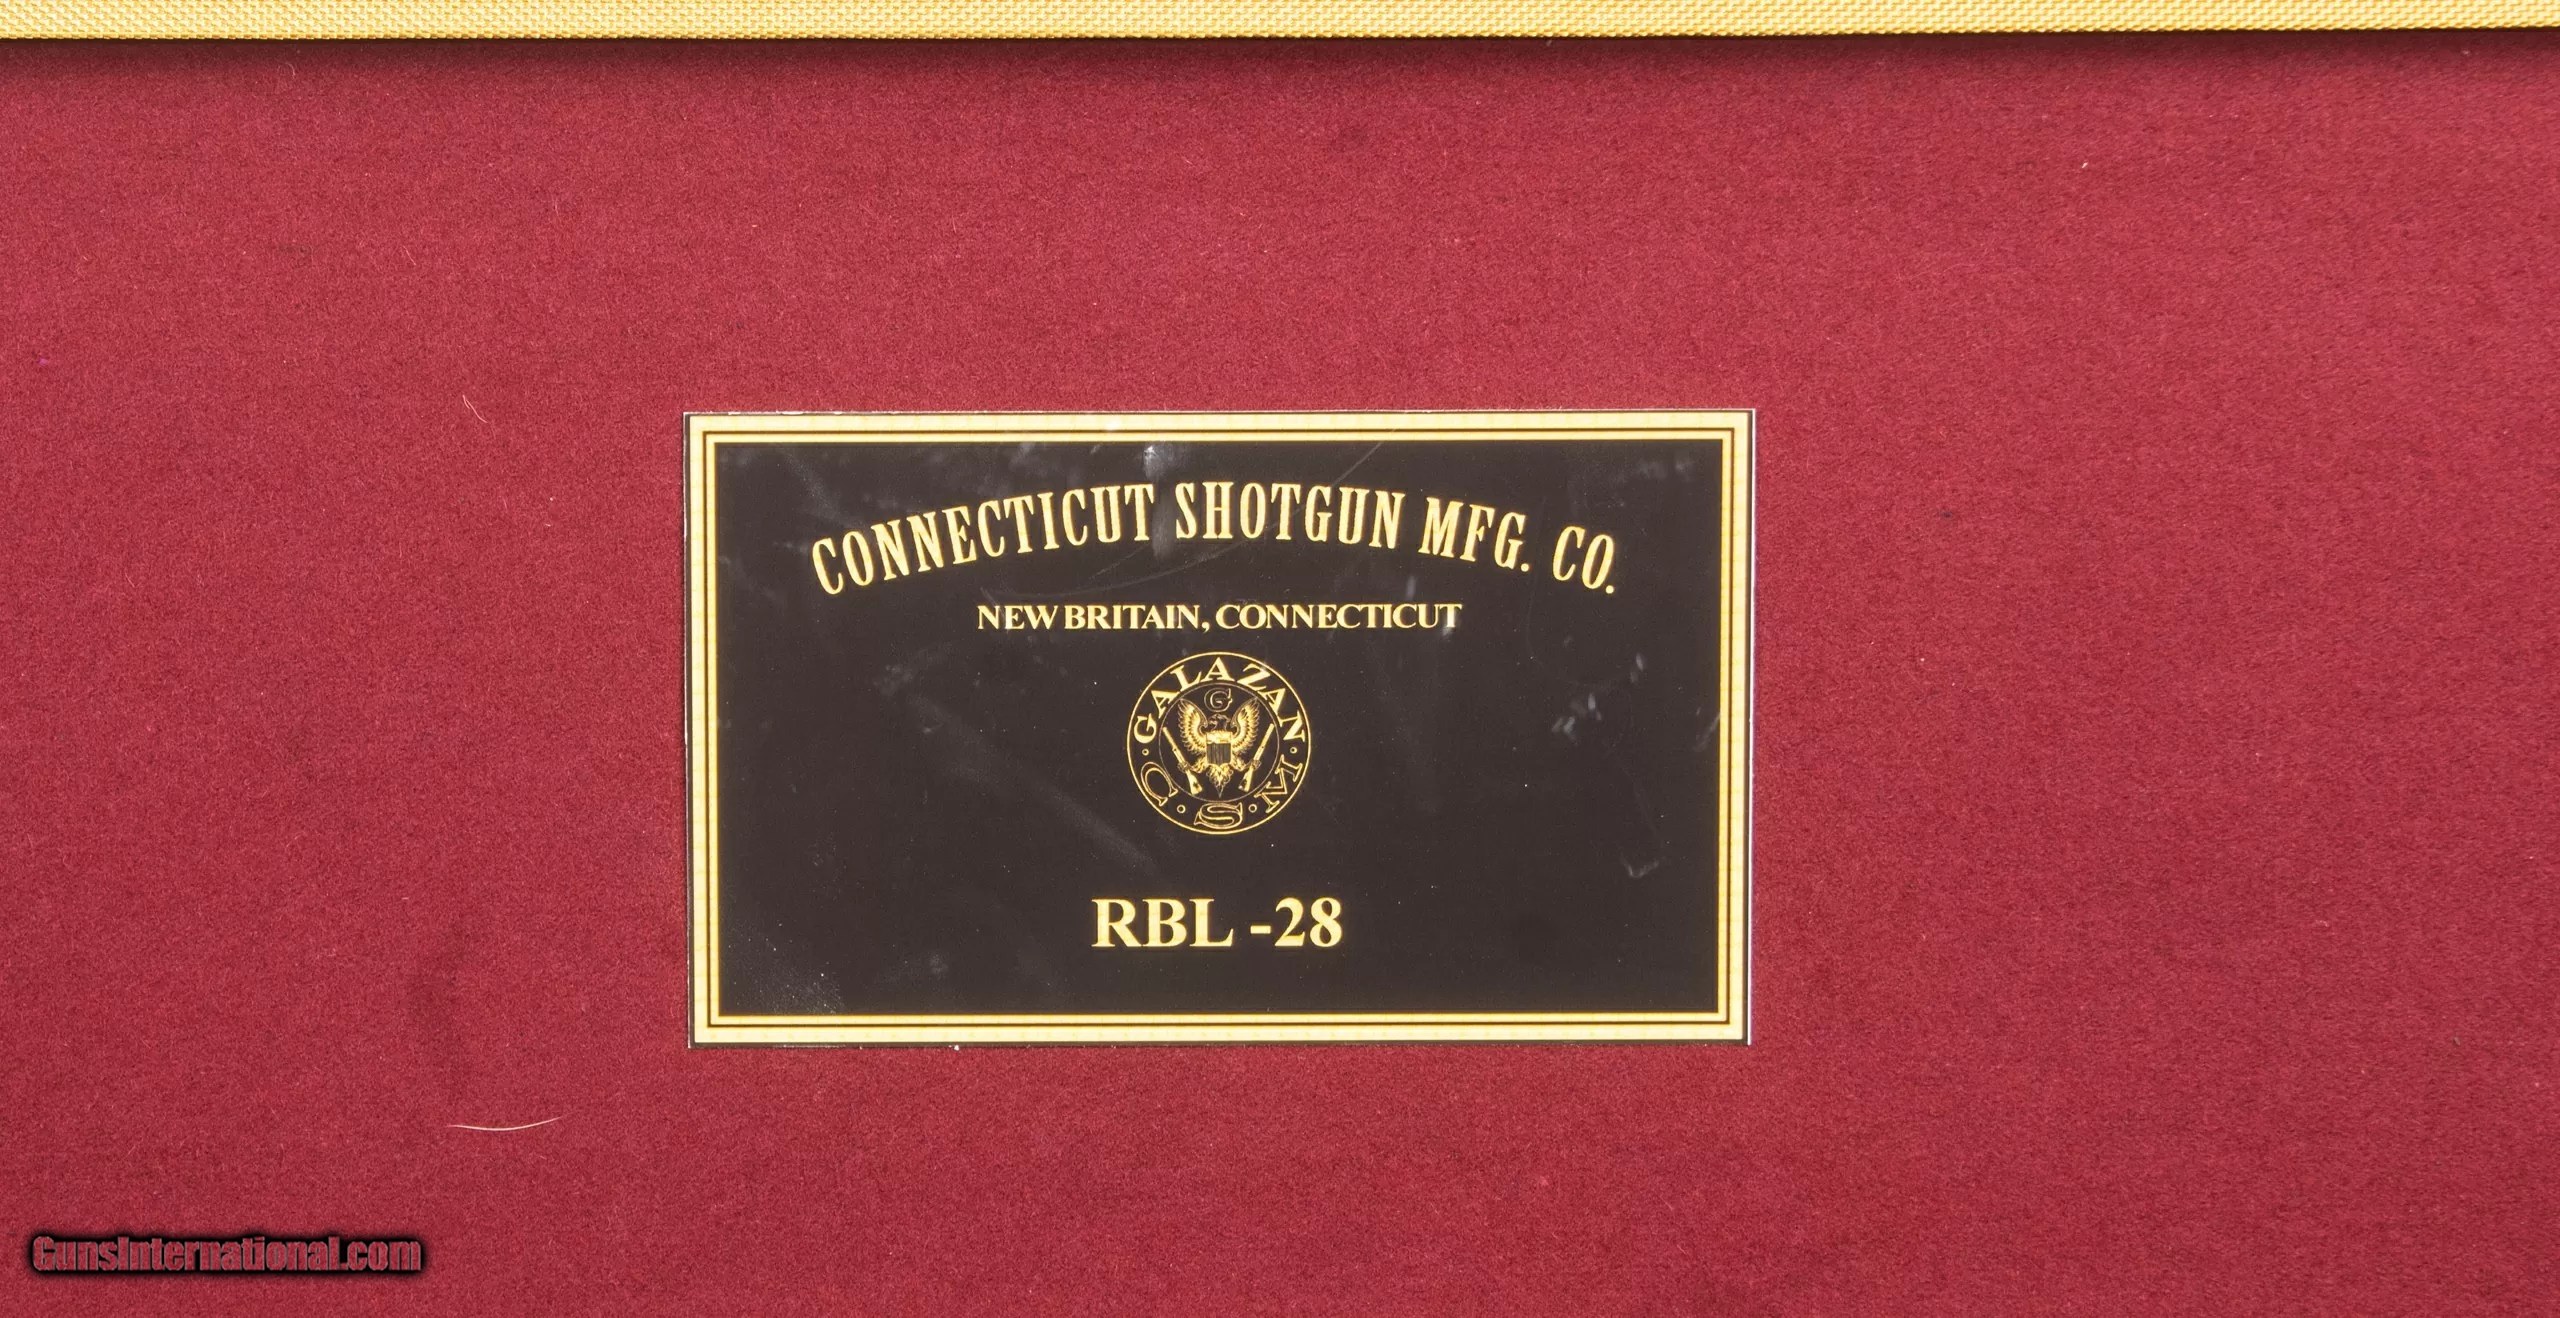 CONNECTICUT SHOTGUN MFG. CO.
NEW BRITAIN, CONNECTICUT
GALAZAN
G
C · S · M
RBL -28
GunsInternational.com